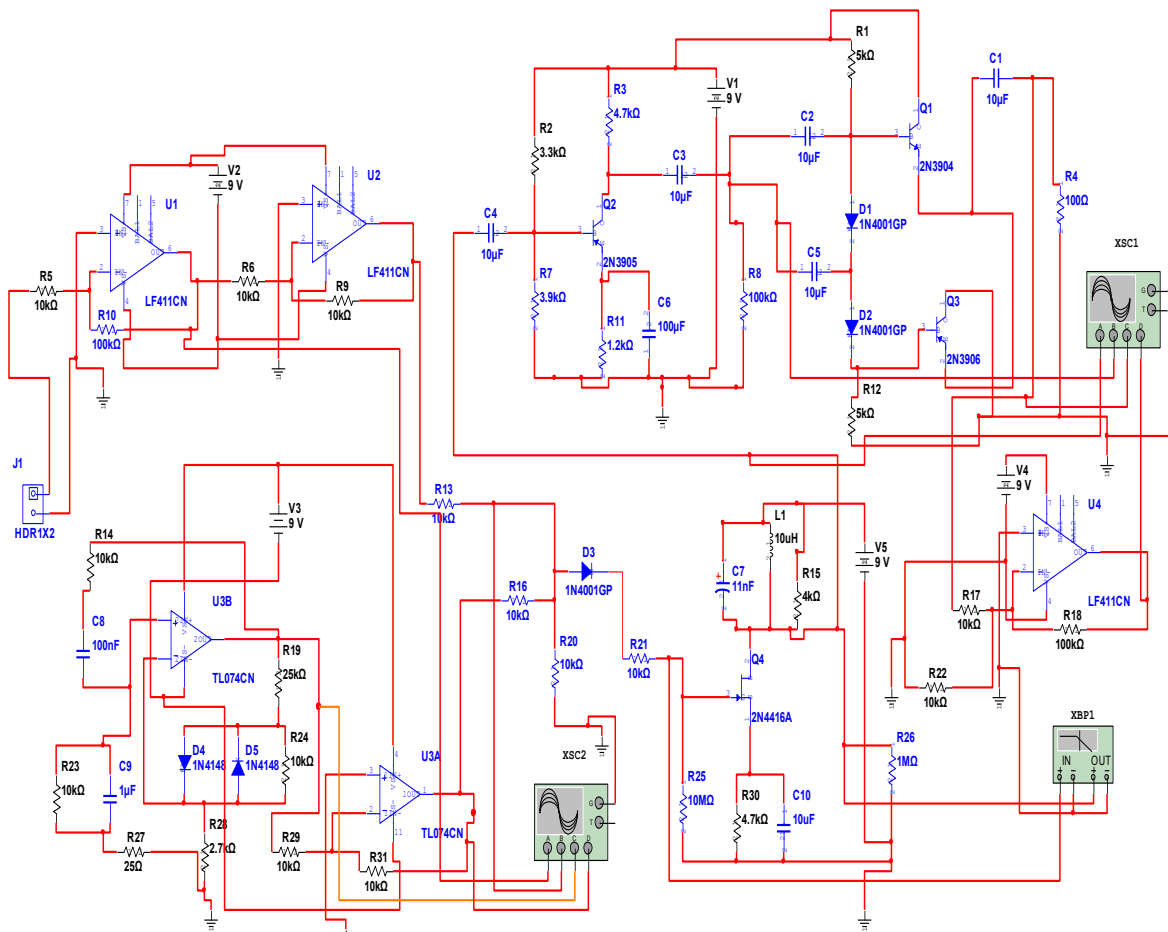 R1
5kΩ
C1
10µF
V1
9 V
R3
4.7kΩ
Q1
2N3904
R2
3.3kΩ
C2
10µF
C3
10µF
R4
100Ω
V2
9 V
U2
LF411CN
U1
LF411CN
C4
10µF
Q2
2N3905
D1
1N4001GP
XSC1
G
T
A
B
C
D
R5
10kΩ
R6
10kΩ
R9
10kΩ
R10
100kΩ
R7
3.9kΩ
C6
100µF
R8
100kΩ
C5
10µF
D2
1N4001GP
Q3
2N3906
R11
1.2kΩ
R12
5kΩ
J1
HDR1X2
V3
9 V
R13
10kΩ
R14
10kΩ
L1
10uH
V4
9 V
U4
LF411CN
V5
9 V
C7
11nF
R15
4kΩ
D3
1N4001GP
R16
10kΩ
U3B
TL074CN
C8
100nF
R17
10kΩ
R18
100kΩ
R19
25kΩ
R20
10kΩ
R21
10kΩ
Q4
2N4416A
R22
10kΩ
XBP1
IN
OUT
D4
1N4148
D5
1N4148
R24
10kΩ
R23
10kΩ
C9
1µF
U3A
TL074CN
XSC2
G
T
A
B
C
D
R26
1MΩ
R25
10MΩ
R30
4.7kΩ
C10
10uF
R27
25Ω
R28
2.7kΩ
R29
10kΩ
R31
10kΩ